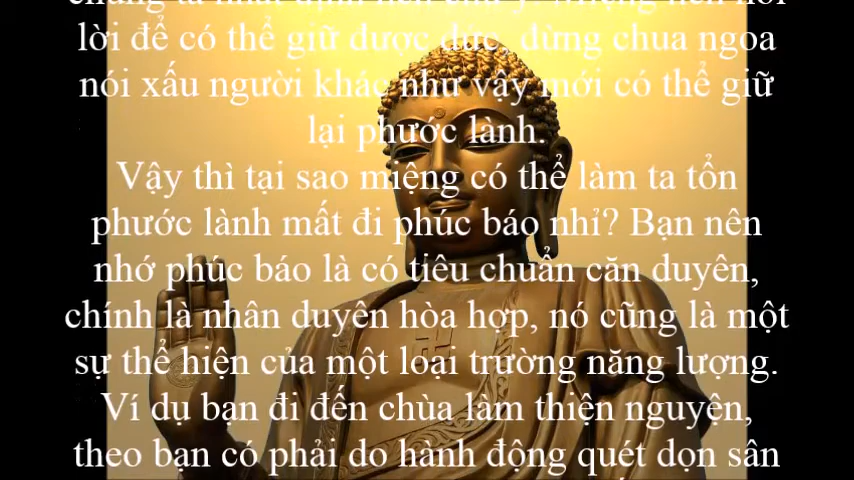 lời để có thể giữ được đức, đừng chua ngoa
nói xấu người khác như vậy mới có thể giữ
lại phước lành.
Vậy thì tại sao miệng có thể làm ta tổn
phước lành mất đi phúc báo nhỉ? Bạn nên
nhớ phúc báo là có tiêu chuẩn căn duyên,
chính là nhân duyên hòa hợp, nó cũng là một
sự thể hiện của một loại trường năng lượng.
Ví dụ bạn đi đến chùa làm thiện nguyện,
theo bạn có phải do hành động quét dọn sân